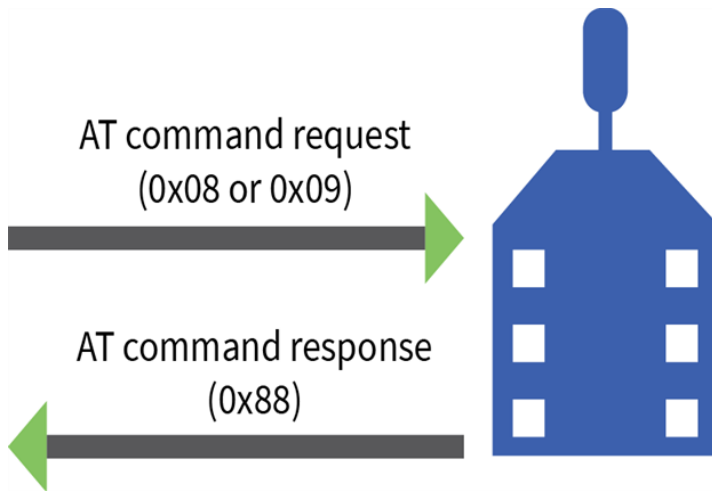 AT command request
(0x08 or 0x09)
AT command response
(0x88)